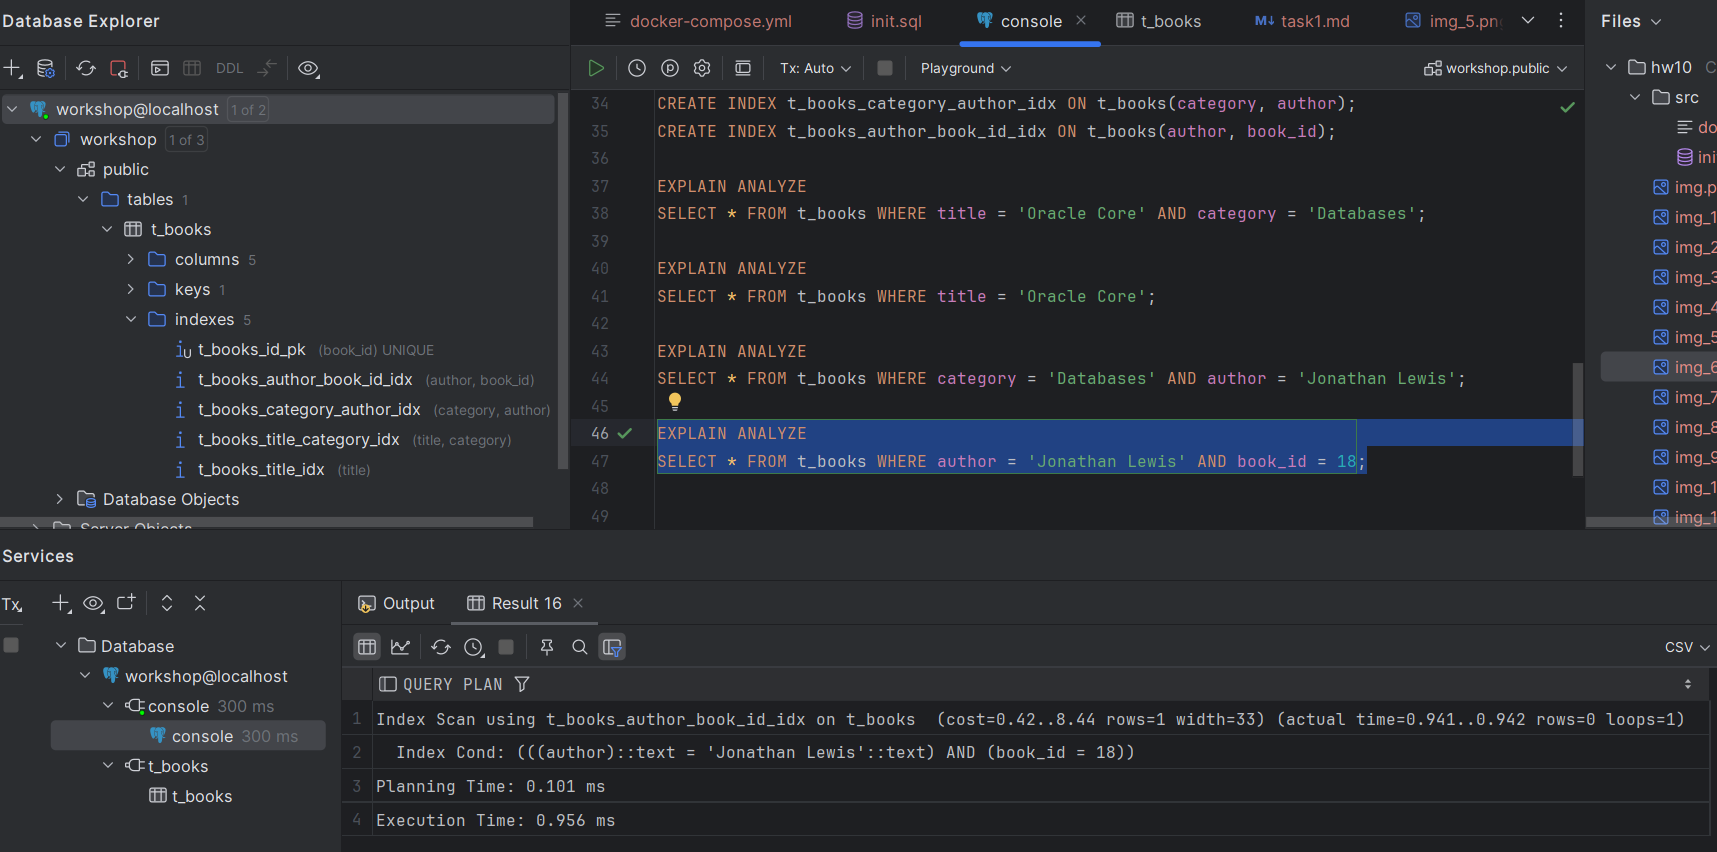 Database Explorer
DDL
workshop@localhost 1 of 2
workshop 1 of 3
public
tables 1
t_books
columns 5
keys 1
indexes 5
t_books_id_pk (book_id) UNIQUE
t_books_author_book_id_idx (author, book_id)
t_books_category_author_idx (category, author)
t_books_title_category_idx (title, category)
t_books_title_idx (title)
Database Objects
Server Objects
docker-compose.yml init.sql console t_books M↓ task1.md img_5.pn
Tx: Auto Playground workshop.public
34 CREATE INDEX t_books_category_author_idx ON t_books(category, author);
35 CREATE INDEX t_books_author_book_id_idx ON t_books(author, book_id);
36
37 EXPLAIN ANALYZE
38 SELECT * FROM t_books WHERE title = 'Oracle Core' AND category = 'Databases';
39
40 EXPLAIN ANALYZE
41 SELECT * FROM t_books WHERE title = 'Oracle Core';
42
43 EXPLAIN ANALYZE
44 SELECT * FROM t_books WHERE category = 'Databases' AND author = 'Jonathan Lewis';
45
46 EXPLAIN ANALYZE
47 SELECT * FROM t_books WHERE author = 'Jonathan Lewis' AND book_id = 18;
48
49
Files
hw10 C
src
do
ini
img.p
img_1
img_2
img_3
img_4
img_5
img_6
img_7
img_8
img_9
img_1
img_1
Services
Tx
Database
workshop@localhost
console 300 ms
console 300 ms
t_books
t_books
Output Result 16
CSV
QUERY PLAN
1 Index Scan using t_books_author_book_id_idx on t_books  (cost=0.42..8.44 rows=1 width=33) (actual time=0.941..0.942 rows=0 loops=1)
2   Index Cond: (((author)::text = 'Jonathan Lewis'::text) AND (book_id = 18))
3 Planning Time: 0.101 ms
4 Execution Time: 0.956 ms